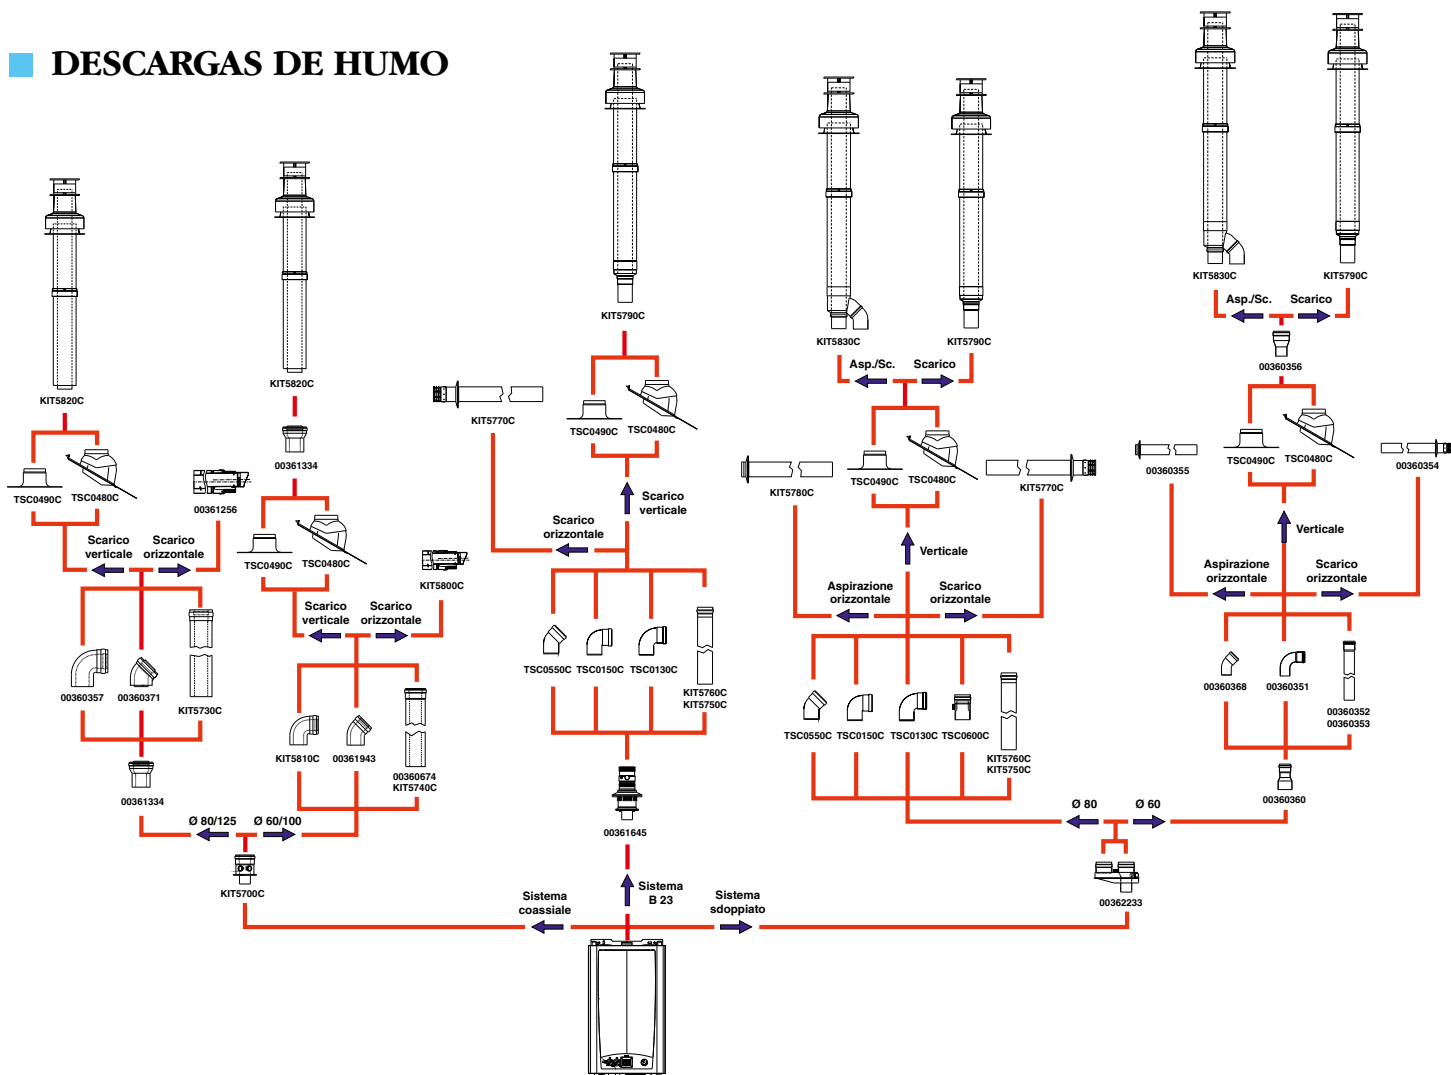 DESCARGAS DE HUMO
KIT5820C
TSC0490C
TSC0480C
00361256
Scarico
verticale
Scarico
orizzontale
00360357
00360371
KIT5730C
00361334
Ø 80/125
Ø 60/100
KIT5700C
KIT5820C
00361334
TSC0490C
TSC0480C
KIT5800C
Scarico
verticale
Scarico
orizzontale
KIT5810C
00361943
00360674
KIT5740C
KIT5790C
KIT5770C
TSC0490C
TSC0480C
Scarico
verticale
Scarico
orizzontale
TSC0550C
TSC0150C
TSC0130C
KIT5760C
KIT5750C
00361645
Sistema
coassiale
Sistema
B 23
Sistema
sdoppiato
KIT5830C
KIT5790C
Asp./Sc.
Scarico
KIT5780C
TSC0490C
TSC0480C
KIT5770C
Verticale
Aspirazione
orizzontale
Scarico
orizzontale
TSC0550C
TSC0150C
TSC0130C
TSC0600C
KIT5760C
KIT5750C
Ø 80
Ø 60
00362233
KIT5830C
KIT5790C
Asp./Sc.
Scarico
00360356
00360355
TSC0490C
TSC0480C
00360354
Verticale
Aspirazione
orizzontale
Scarico
orizzontale
00360368
00360351
00360352
00360353
00360360